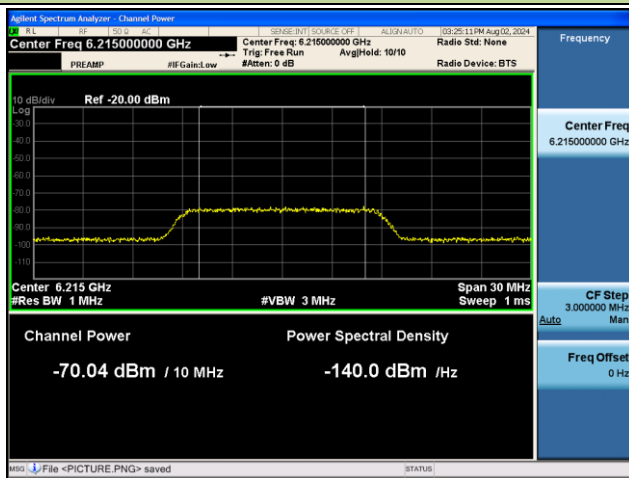 Agilent Spectrum Analyzer - Channel Power
RL RF 50 Ω AC SENSE:INT SOURCE OFF ALIGNAUTO 03:25:11PM Aug 02, 2024
Center Freq 6.215000000 GHz
Center Freq: 6.215000000 GHz
Radio Std: None
Trig: Free Run Avg|Hold: 10/10
PREAMP #IFGain:Low #Atten: 0 dB Radio Device: BTS
10 dB/div Ref -20.00 dBm
Log
-30.0
-40.0
-50.0
-60.0
-70.0
-80.0
-90.0
-100
-110
Center 6.215 GHz Span 30 MHz
#Res BW 1 MHz #VBW 3 MHz Sweep 1 ms
Channel Power Power Spectral Density
-70.04 dBm / 10 MHz -140.0 dBm /Hz
MSG File <PICTURE.PNG> saved STATUS
Frequency
Center Freq
6.215000000 GHz
CF Step
3.000000 MHz
Auto Man
Freq Offset
0 Hz